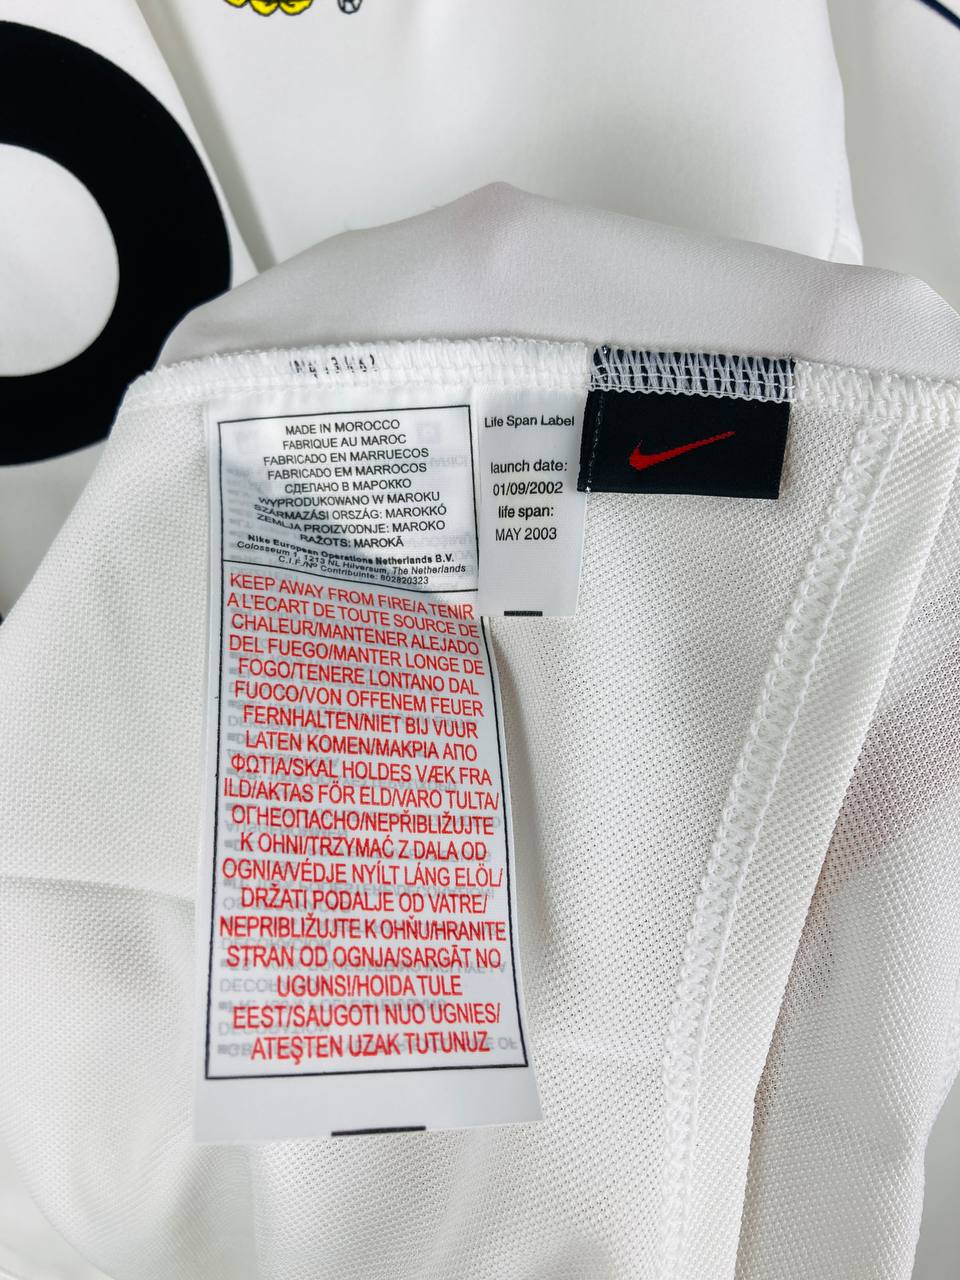 MADE IN MOROCCO
FABRIQUE AU MAROC
FABRICADO EN MARRUECOS
FABRICADO EM MARROCOS
СДЕЛАНО В МАРОККО
WYPRODUKOWANO W MAROKU
SZÁRMAZÁSI ORSZÁG: MAROKKÓ
ZEMLJA PROIZVODNJE: MAROKO
RAŽOTS: MAROKĀ
Nike European Operations Netherlands B.V.
Colosseum 1, 1213 NL Hilversum, The Netherlands
C.I.F./Nº Contribuinte: 802820323
KEEP AWAY FROM FIRE/A TENIR
A L'ECART DE TOUTE SOURCE DE
CHALEUR/MANTENER ALEJADO
DEL FUEGO/MANTER LONGE DE
FOGO/TENERE LONTANO DAL
FUOCO/VON OFFENEM FEUER
FERNHALTEN/NIET BIJ VUUR
LATEN KOMEN/ΜΑΚΡΙΑ ΑΠΟ
ΦΩΤΙΑ/SKAL HOLDES VÆK FRA
ILD/AKTAS FÖR ELD/VARO TULTA/
ОГНЕОПАСНО/NEPŘIBLIŽUJTE
K OHNI/TRZYMAĆ Z DALA OD
OGNIA/VÉDJE NYÍLT LÁNG ELÖL/
DRŽATI PODALJE OD VATRE/
NEPRIBLIŽUJTE K OHŇU/HRANITE
STRAN OD OGNJA/SARGĀT NO
UGUNS!/HOIDA TULE
EEST/SAUGOTI NUO UGNIES/
ATEŞTEN UZAK TUTUNUZ
Life Span Label
launch date:
01/09/2002
life span:
MAY 2003